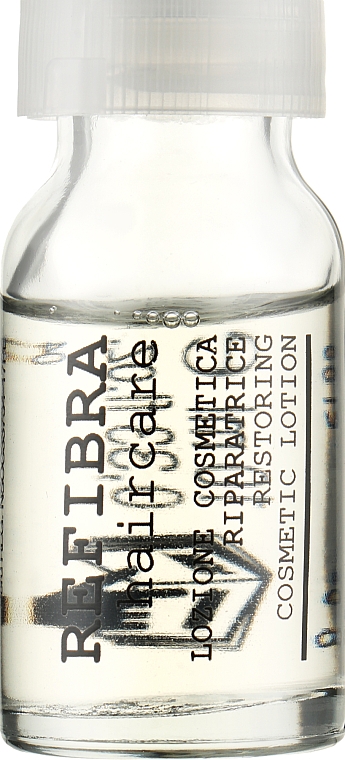 REFIBRA
haircare
LOZIONE COSMETICA
RIPARATRICE
RESTORING
COSMETIC LOTION